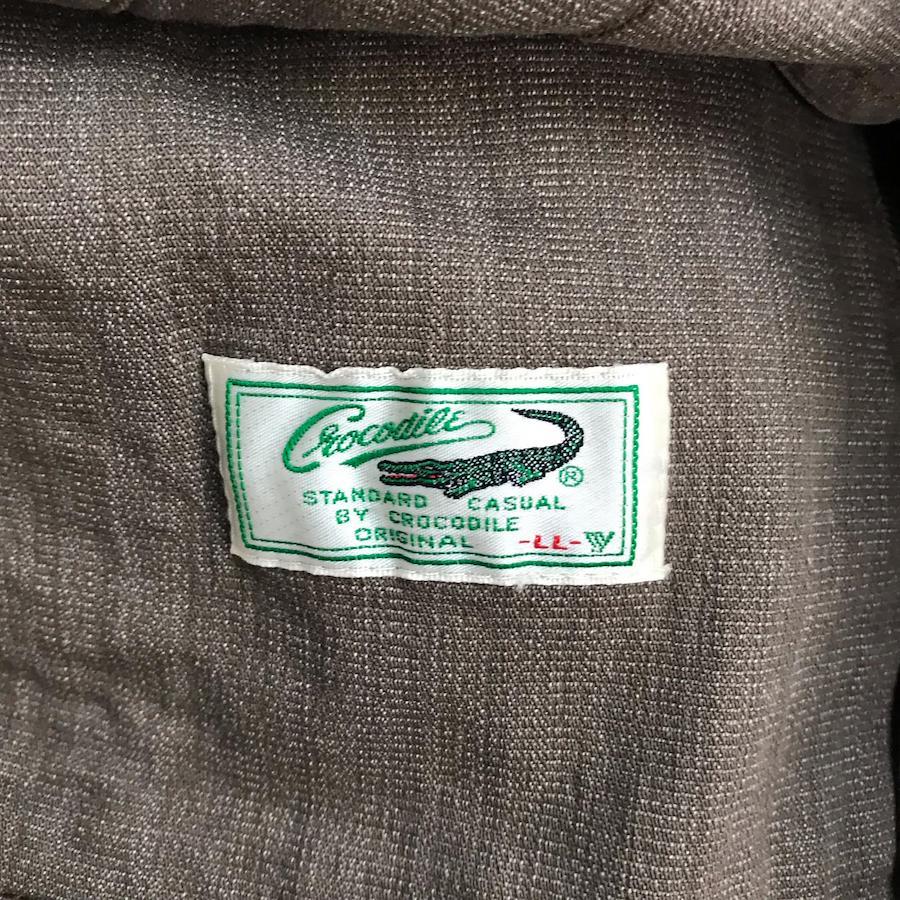 Crocodile
®
STANDARD CASUAL
BY CROCODILE
ORIGINAL -LL-